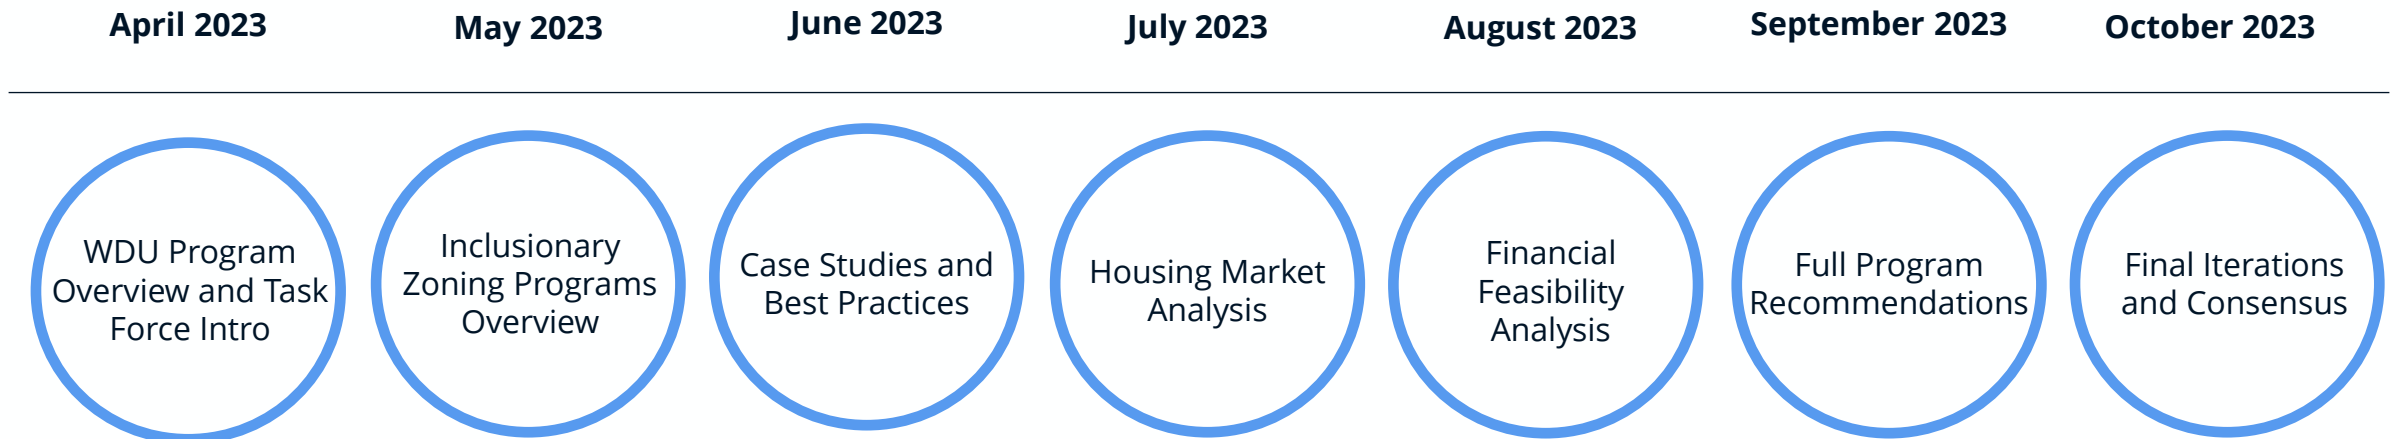 April 2023
May 2023
June 2023
July 2023
August 2023
September 2023
October 2023
WDU Program
Overview and Task
Force Intro
Inclusionary
Zoning Programs
Overview
Case Studies and
Best Practices
Housing Market
Analysis
Financial
Feasibility
Analysis
Full Program
Recommendations
Final Iterations
and Consensus